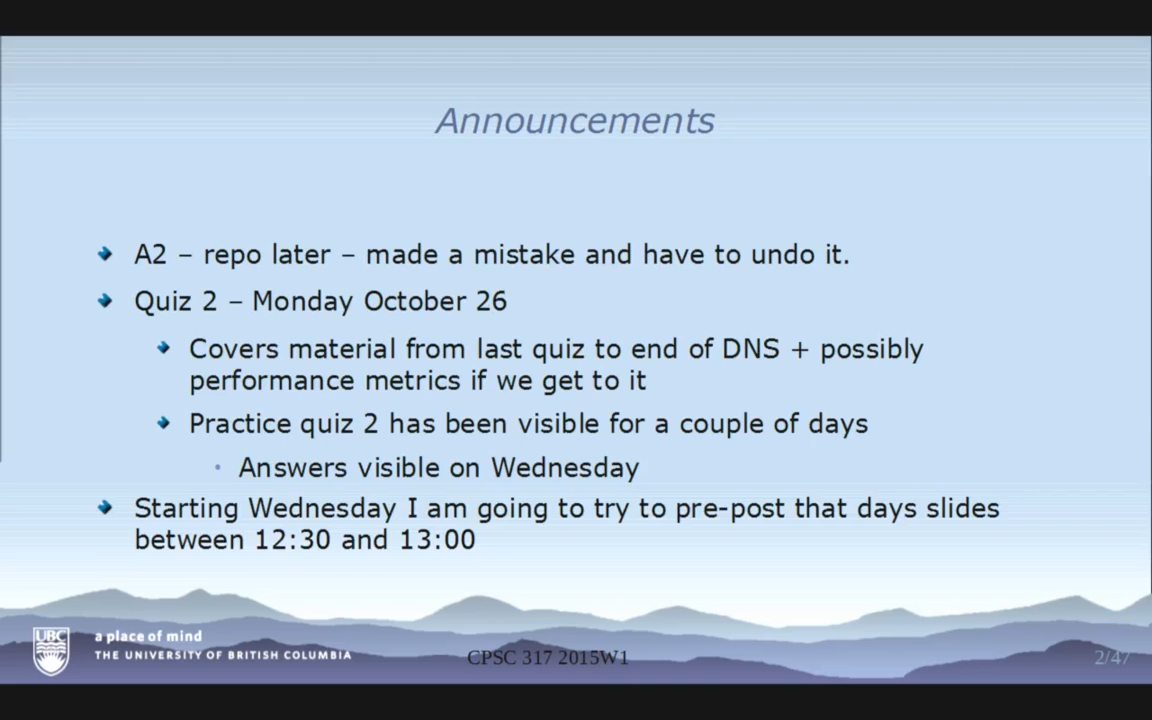 Announcements
A2 – repo later – made a mistake and have to undo it.
Quiz 2 – Monday October 26
Covers material from last quiz to end of DNS + possibly
performance metrics if we get to it
Practice quiz 2 has been visible for a couple of days
Answers visible on Wednesday
Starting Wednesday I am going to try to pre-post that days slides
between 12:30 and 13:00
UBC
a place of mind
THE UNIVERSITY OF BRITISH COLUMBIA
CPSC 317 2015W1
2/47